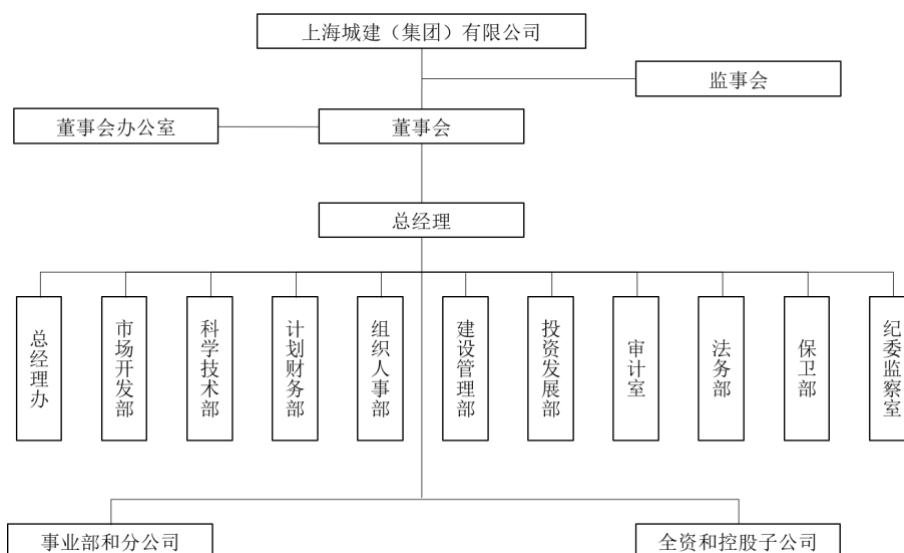 上海城建（集团）有限公司
监事会
董事会办公室
董事会
总经理
总经理办
市场开发部
科学技术部
计划财务部
组织人事部
建设管理部
投资发展部
审计室
法务部
保卫部
纪委监察室
事业部和分公司
全资和控股子公司